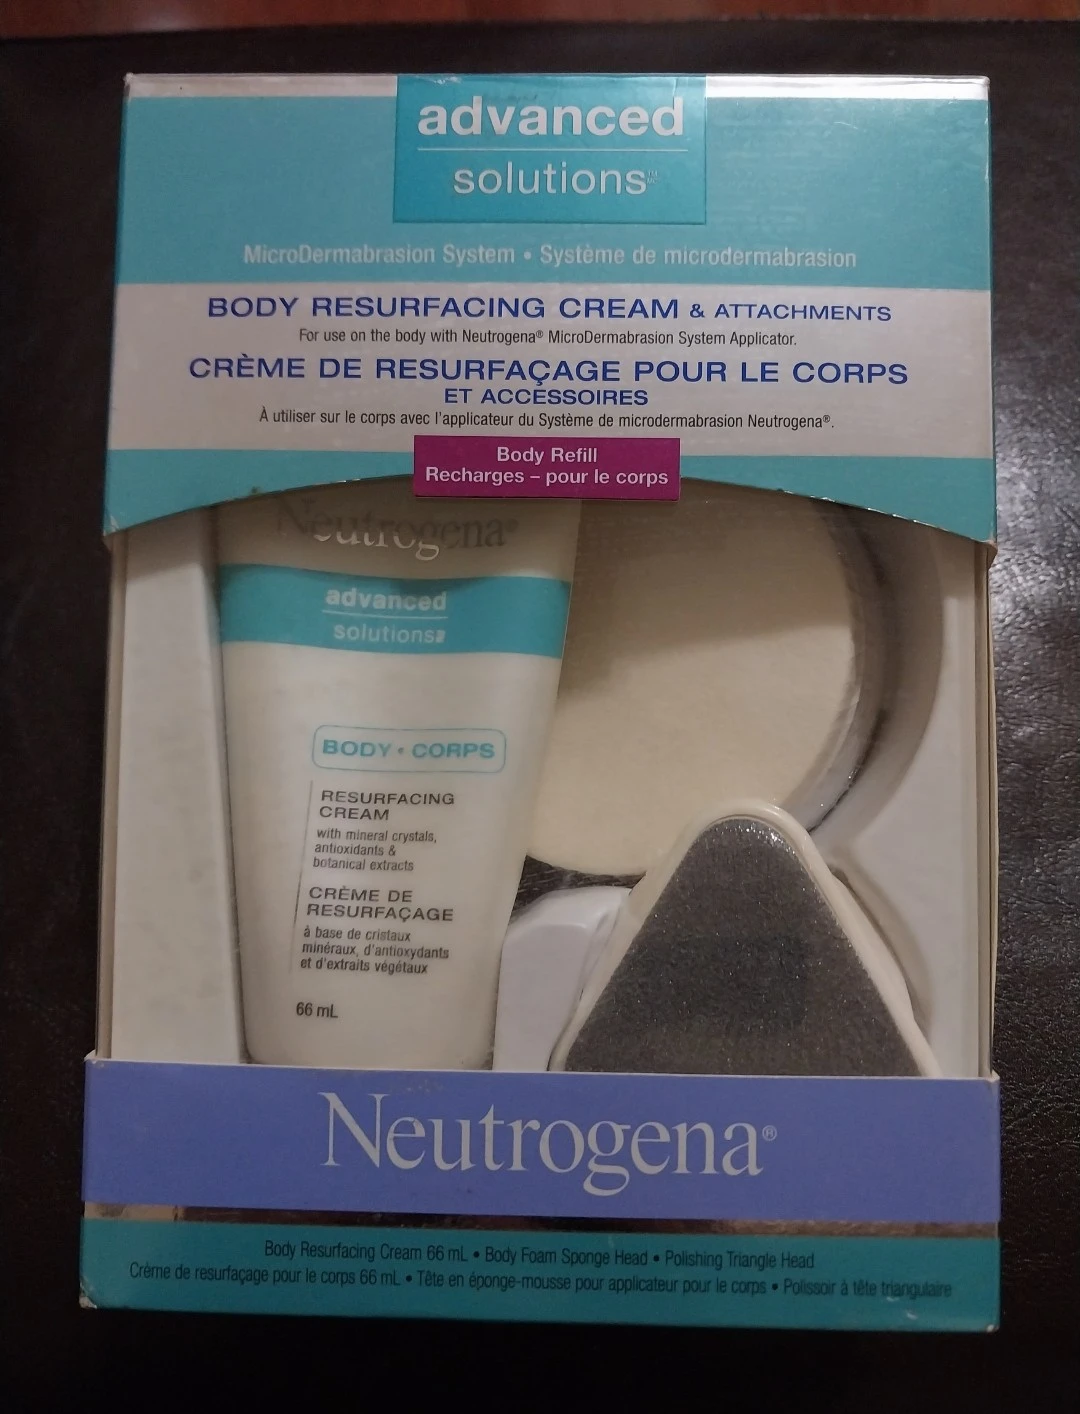 advanced
solutions™ MC
MicroDermabrasion System • Système de microdermabrasion
BODY RESURFACING CREAM & ATTACHMENTS
For use on the body with Neutrogena® MicroDermabrasion System Applicator.
CRÈME DE RESURFAÇAGE POUR LE CORPS
ET ACCESSOIRES
À utiliser sur le corps avec l'applicateur du Système de microdermabrasion Neutrogena®.
Body Refill
Recharges – pour le corps
Neutrogena®
advanced
solutions
BODY • CORPS
RESURFACING
CREAM
with mineral crystals,
antioxidants &
botanical extracts
CRÈME DE
RESURFAÇAGE
à base de cristaux
minéraux, d'antioxydants
et d'extraits végétaux
66 mL
Neutrogena®
Body Resurfacing Cream 66 mL • Body Foam Sponge Head • Polishing Triangle Head
Crème de resurfaçage pour le corps 66 mL • Tête en éponge-mousse pour applicateur pour le corps • Polissoir à tête triangulaire